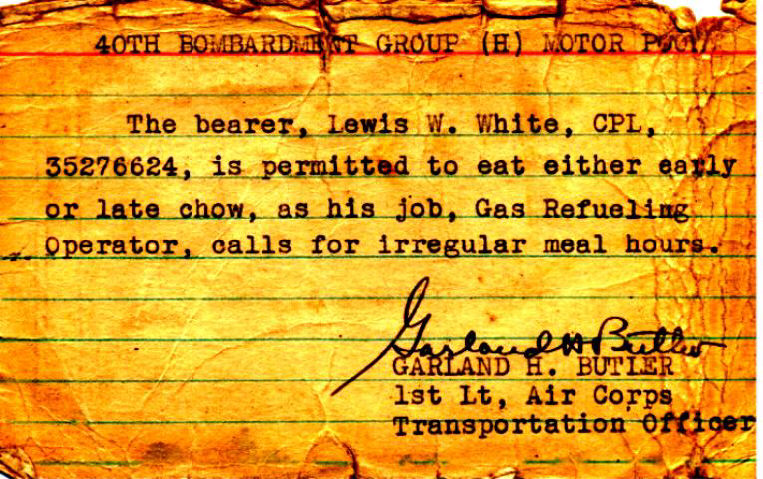 40TH BOMBARDMENT GROUP (H) MOTOR POOL
The bearer, Lewis W. White, CPL,
35276624, is permitted to eat either early
or late chow, as his job, Gas Refueling
Operator, calls for irregular meal hours.
Garland H Butler
GARLAND H. BUTLER
1st Lt, Air Corps
Transportation Officer